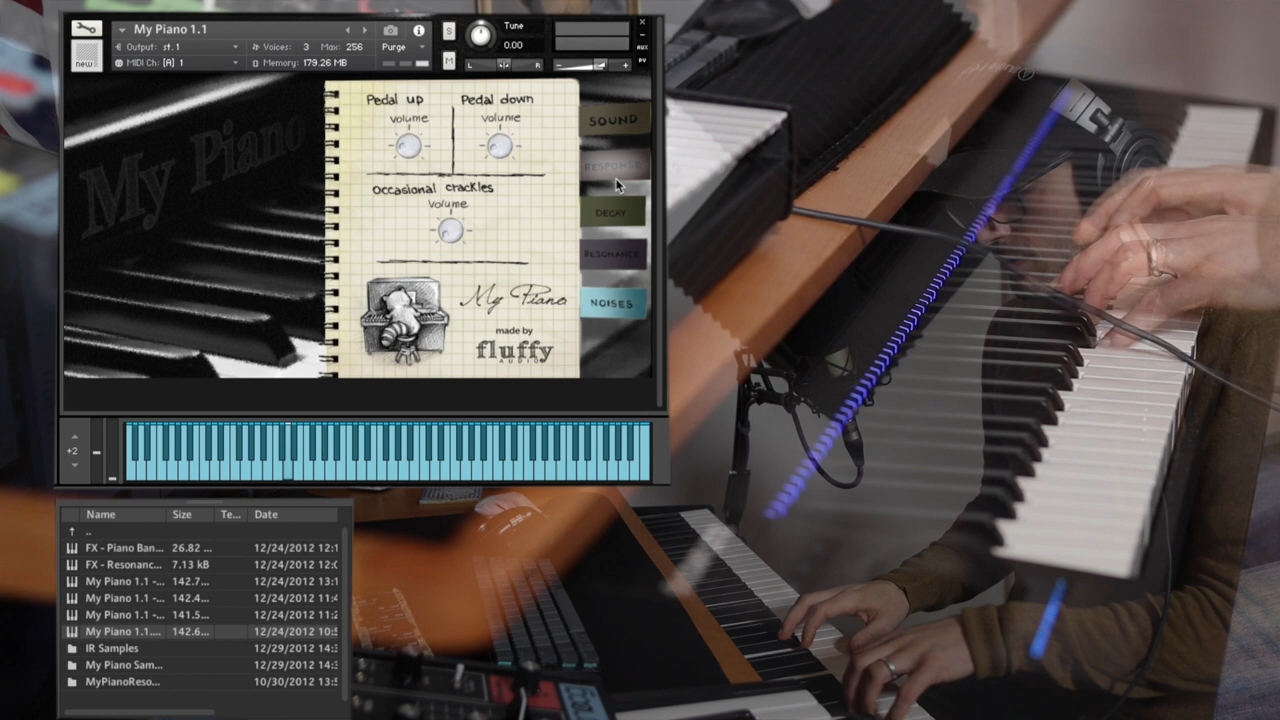 My Piano 1.1
Output: st. 1
Voices: 3 Max: 256
Purge
MIDI Ch: [A] 1
Memory: 179.26 MB
new
S
M
Tune
0.00
L
R
AUX
PV
My Piano
Pedal up
Pedal down
volume
volume
Occasional crackles
Volume
My Piano
made by
fluffy
AUDIO
SOUND
RESPONSE
DECAY
RESONANCE
NOISES
+2
Name Size Te... Date
..
FX - Piano Ban... 26.82 ... 12/24/2012 12:1
FX - Resonanc... 7.13 kB 12/24/2012 12:0
My Piano 1.1 -... 142.7... 12/24/2012 13:1
My Piano 1.1 -... 142.4... 12/24/2012 11:4
My Piano 1.1 -... 141.5... 12/24/2012 11:2
My Piano 1.1.... 142.6... 12/24/2012 10:5
IR Samples 12/29/2012 14:3
My Piano Sam... 12/29/2012 14:3
MyPianoReso... 10/30/2012 13:5